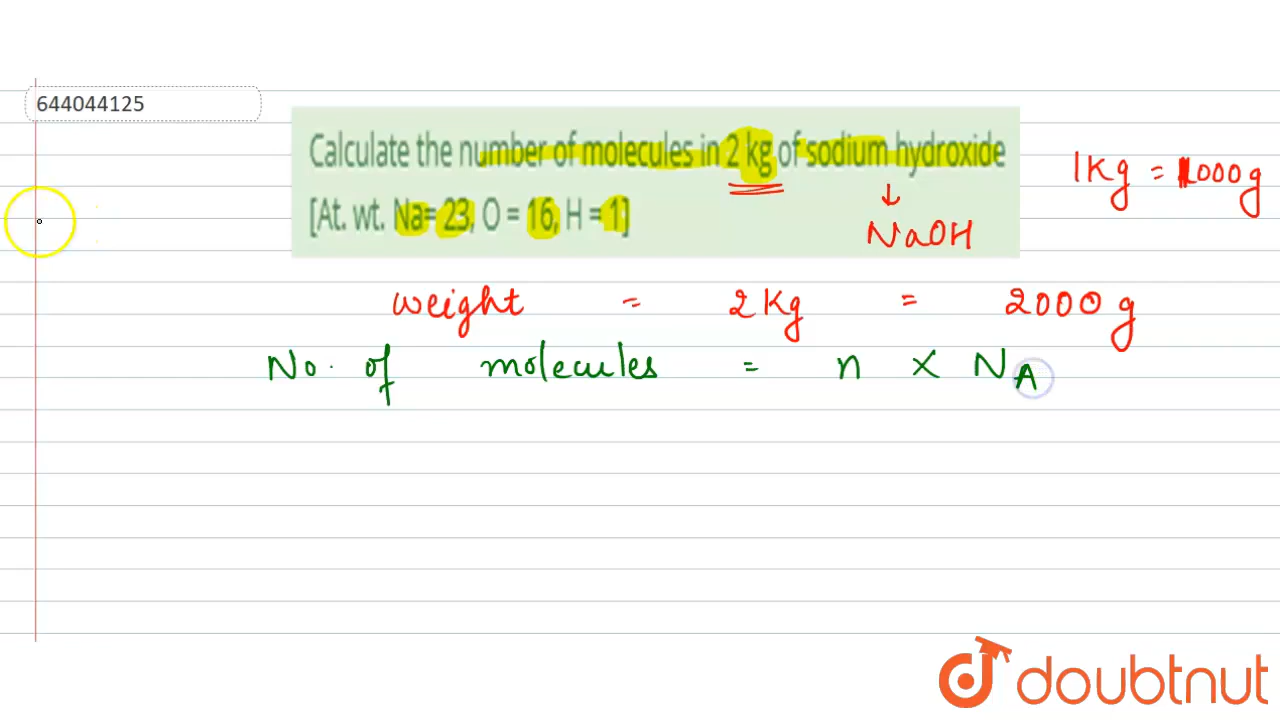 644044125
Calculate the number of molecules in 2 kg of sodium hydroxide
[At. wt. Na= 23, O = 16, H = 1]
1Kg = 1000g
↓
NaOH
weight = 2Kg = 2000 g
No. of molecules = n × NA
doubtnut